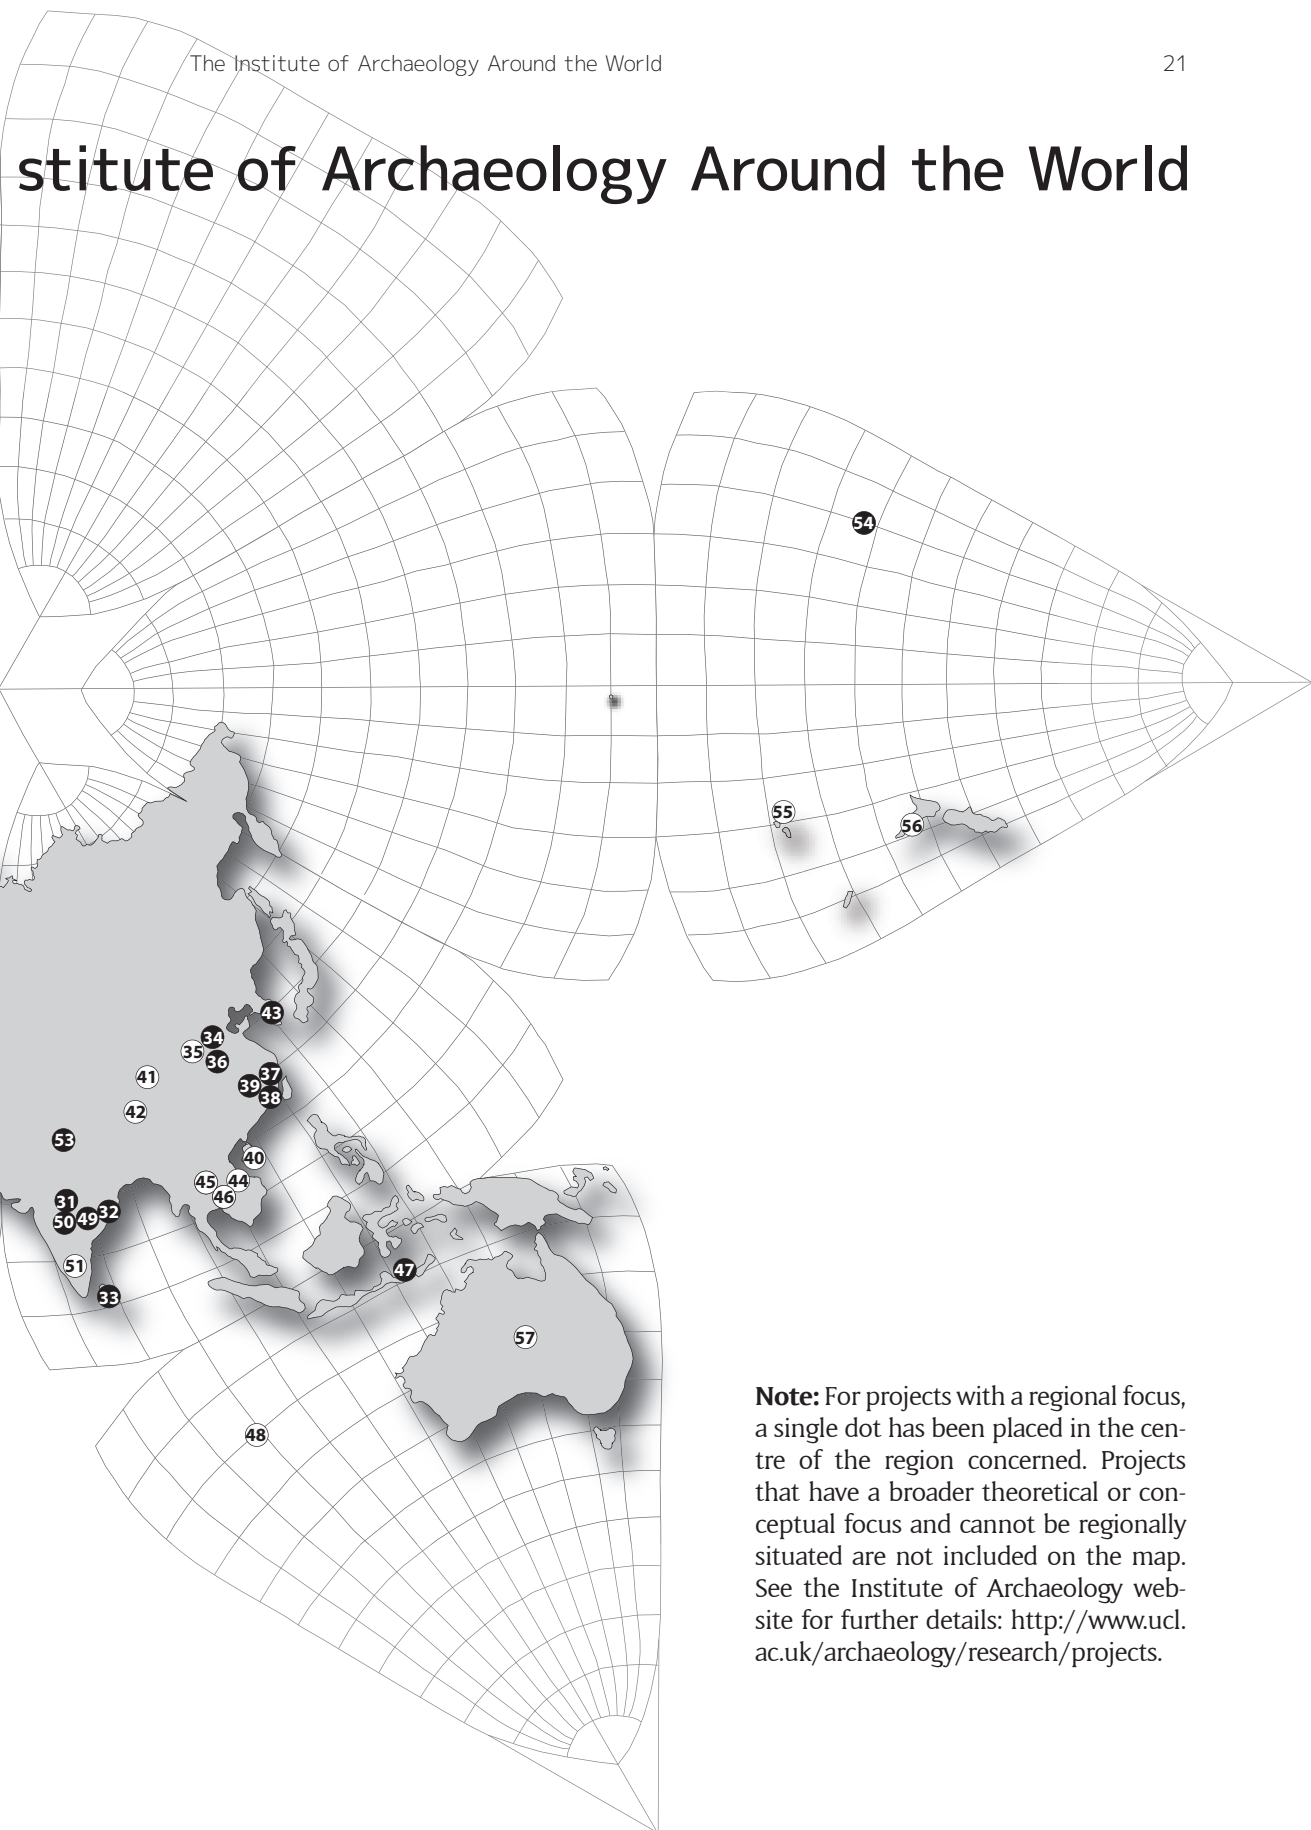 The Institute of Archaeology Around the World
21
stitute of Archaeology Around the World
54
55
56
43
34
35
36
41
37
39
38
42
53
40
45
44
46
31
32
50
49
51
47
33
57
48
Note: For projects with a regional focus,
a single dot has been placed in the cen-
tre of the region concerned. Projects
that have a broader theoretical or con-
ceptual focus and cannot be regionally
situated are not included on the map.
See the Institute of Archaeology web-
site for further details: http://www.ucl.
ac.uk/archaeology/research/projects.